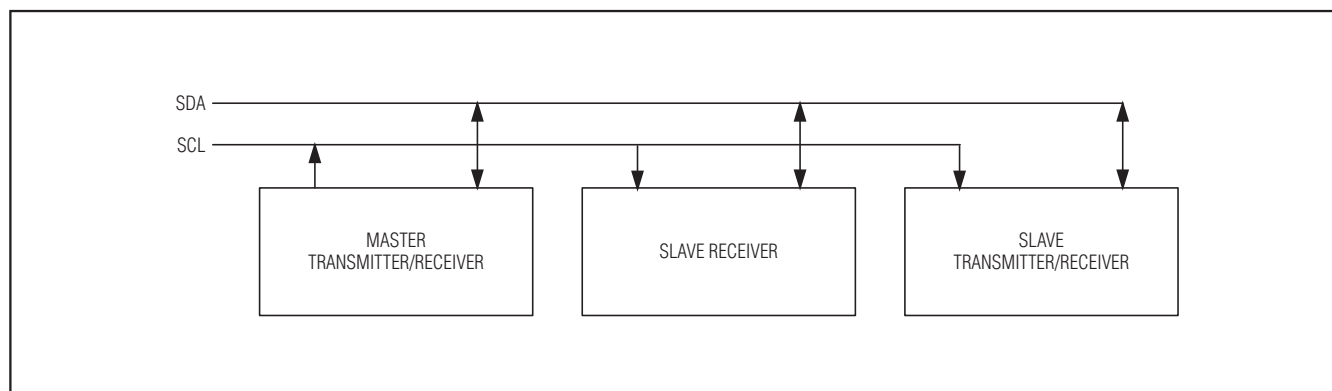 SDA
SCL
MASTER
TRANSMITTER/RECEIVER
SLAVE RECEIVER
SLAVE
TRANSMITTER/RECEIVER